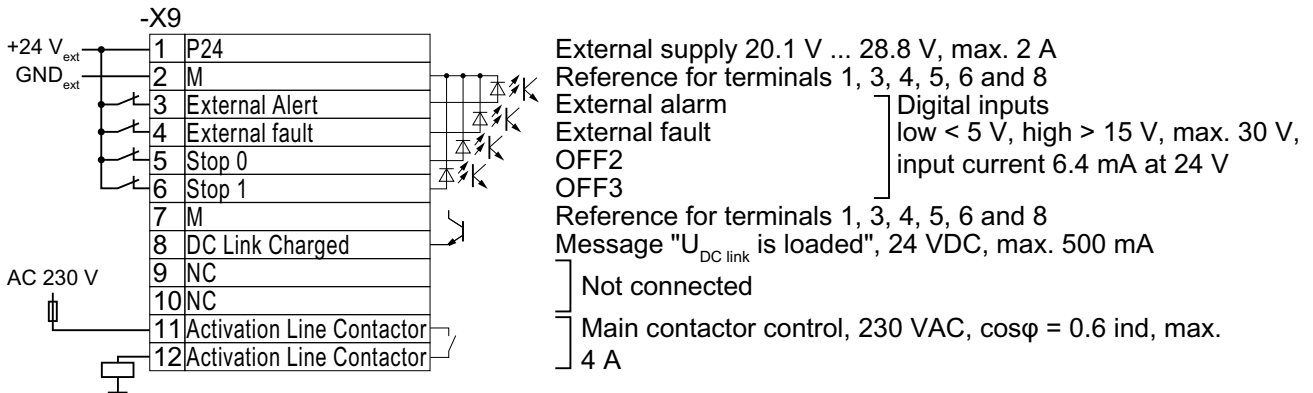 -X9
+24 Vext 1 P24 External supply 20.1 V ... 28.8 V, max. 2 A
GNDext 2 M Reference for terminals 1, 3, 4, 5, 6 and 8
3 External Alert External alarm Digital inputs
4 External fault External fault low < 5 V, high > 15 V, max. 30 V,
5 Stop 0 OFF2 input current 6.4 mA at 24 V
6 Stop 1 OFF3
7 M Reference for terminals 1, 3, 4, 5, 6 and 8
8 DC Link Charged Message "UDC link is loaded", 24 VDC, max. 500 mA
AC 230 V 9 NC Not connected
10 NC
11 Activation Line Contactor Main contactor control, 230 VAC, cosφ = 0.6 ind, max.
12 Activation Line Contactor 4 A